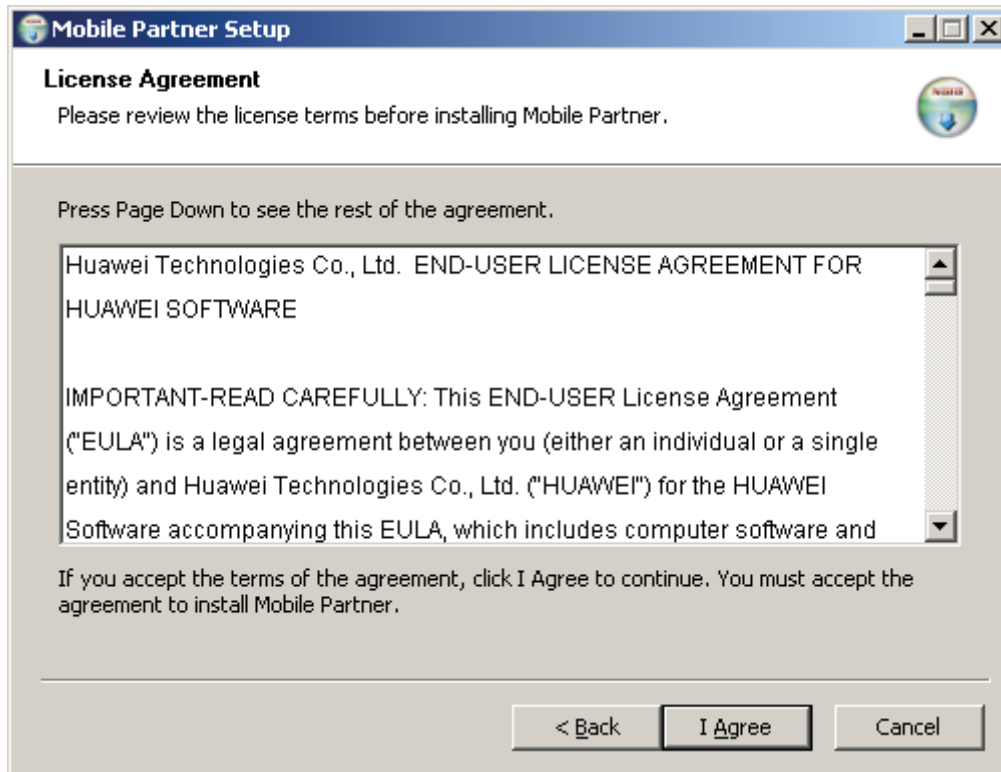 Mobile Partner Setup
License Agreement
Please review the license terms before installing Mobile Partner.
Press Page Down to see the rest of the agreement.
Huawei Technologies Co., Ltd.  END-USER LICENSE AGREEMENT FOR
HUAWEI SOFTWARE
IMPORTANT-READ CAREFULLY: This END-USER License Agreement
("EULA") is a legal agreement between you (either an individual or a single
entity) and Huawei Technologies Co., Ltd. ("HUAWEI") for the HUAWEI
Software accompanying this EULA, which includes computer software and
If you accept the terms of the agreement, click I Agree to continue. You must accept the
agreement to install Mobile Partner.
< Back
I Agree
Cancel